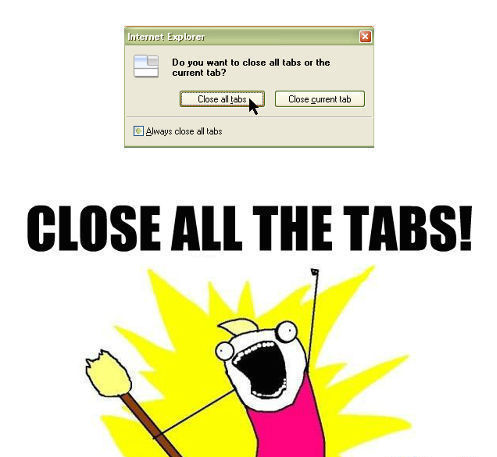 Internet Explorer
Do you want to close all tabs or the
current tab?
Close all tabs
Close current tab
Always close all tabs
CLOSE ALL THE TABS!